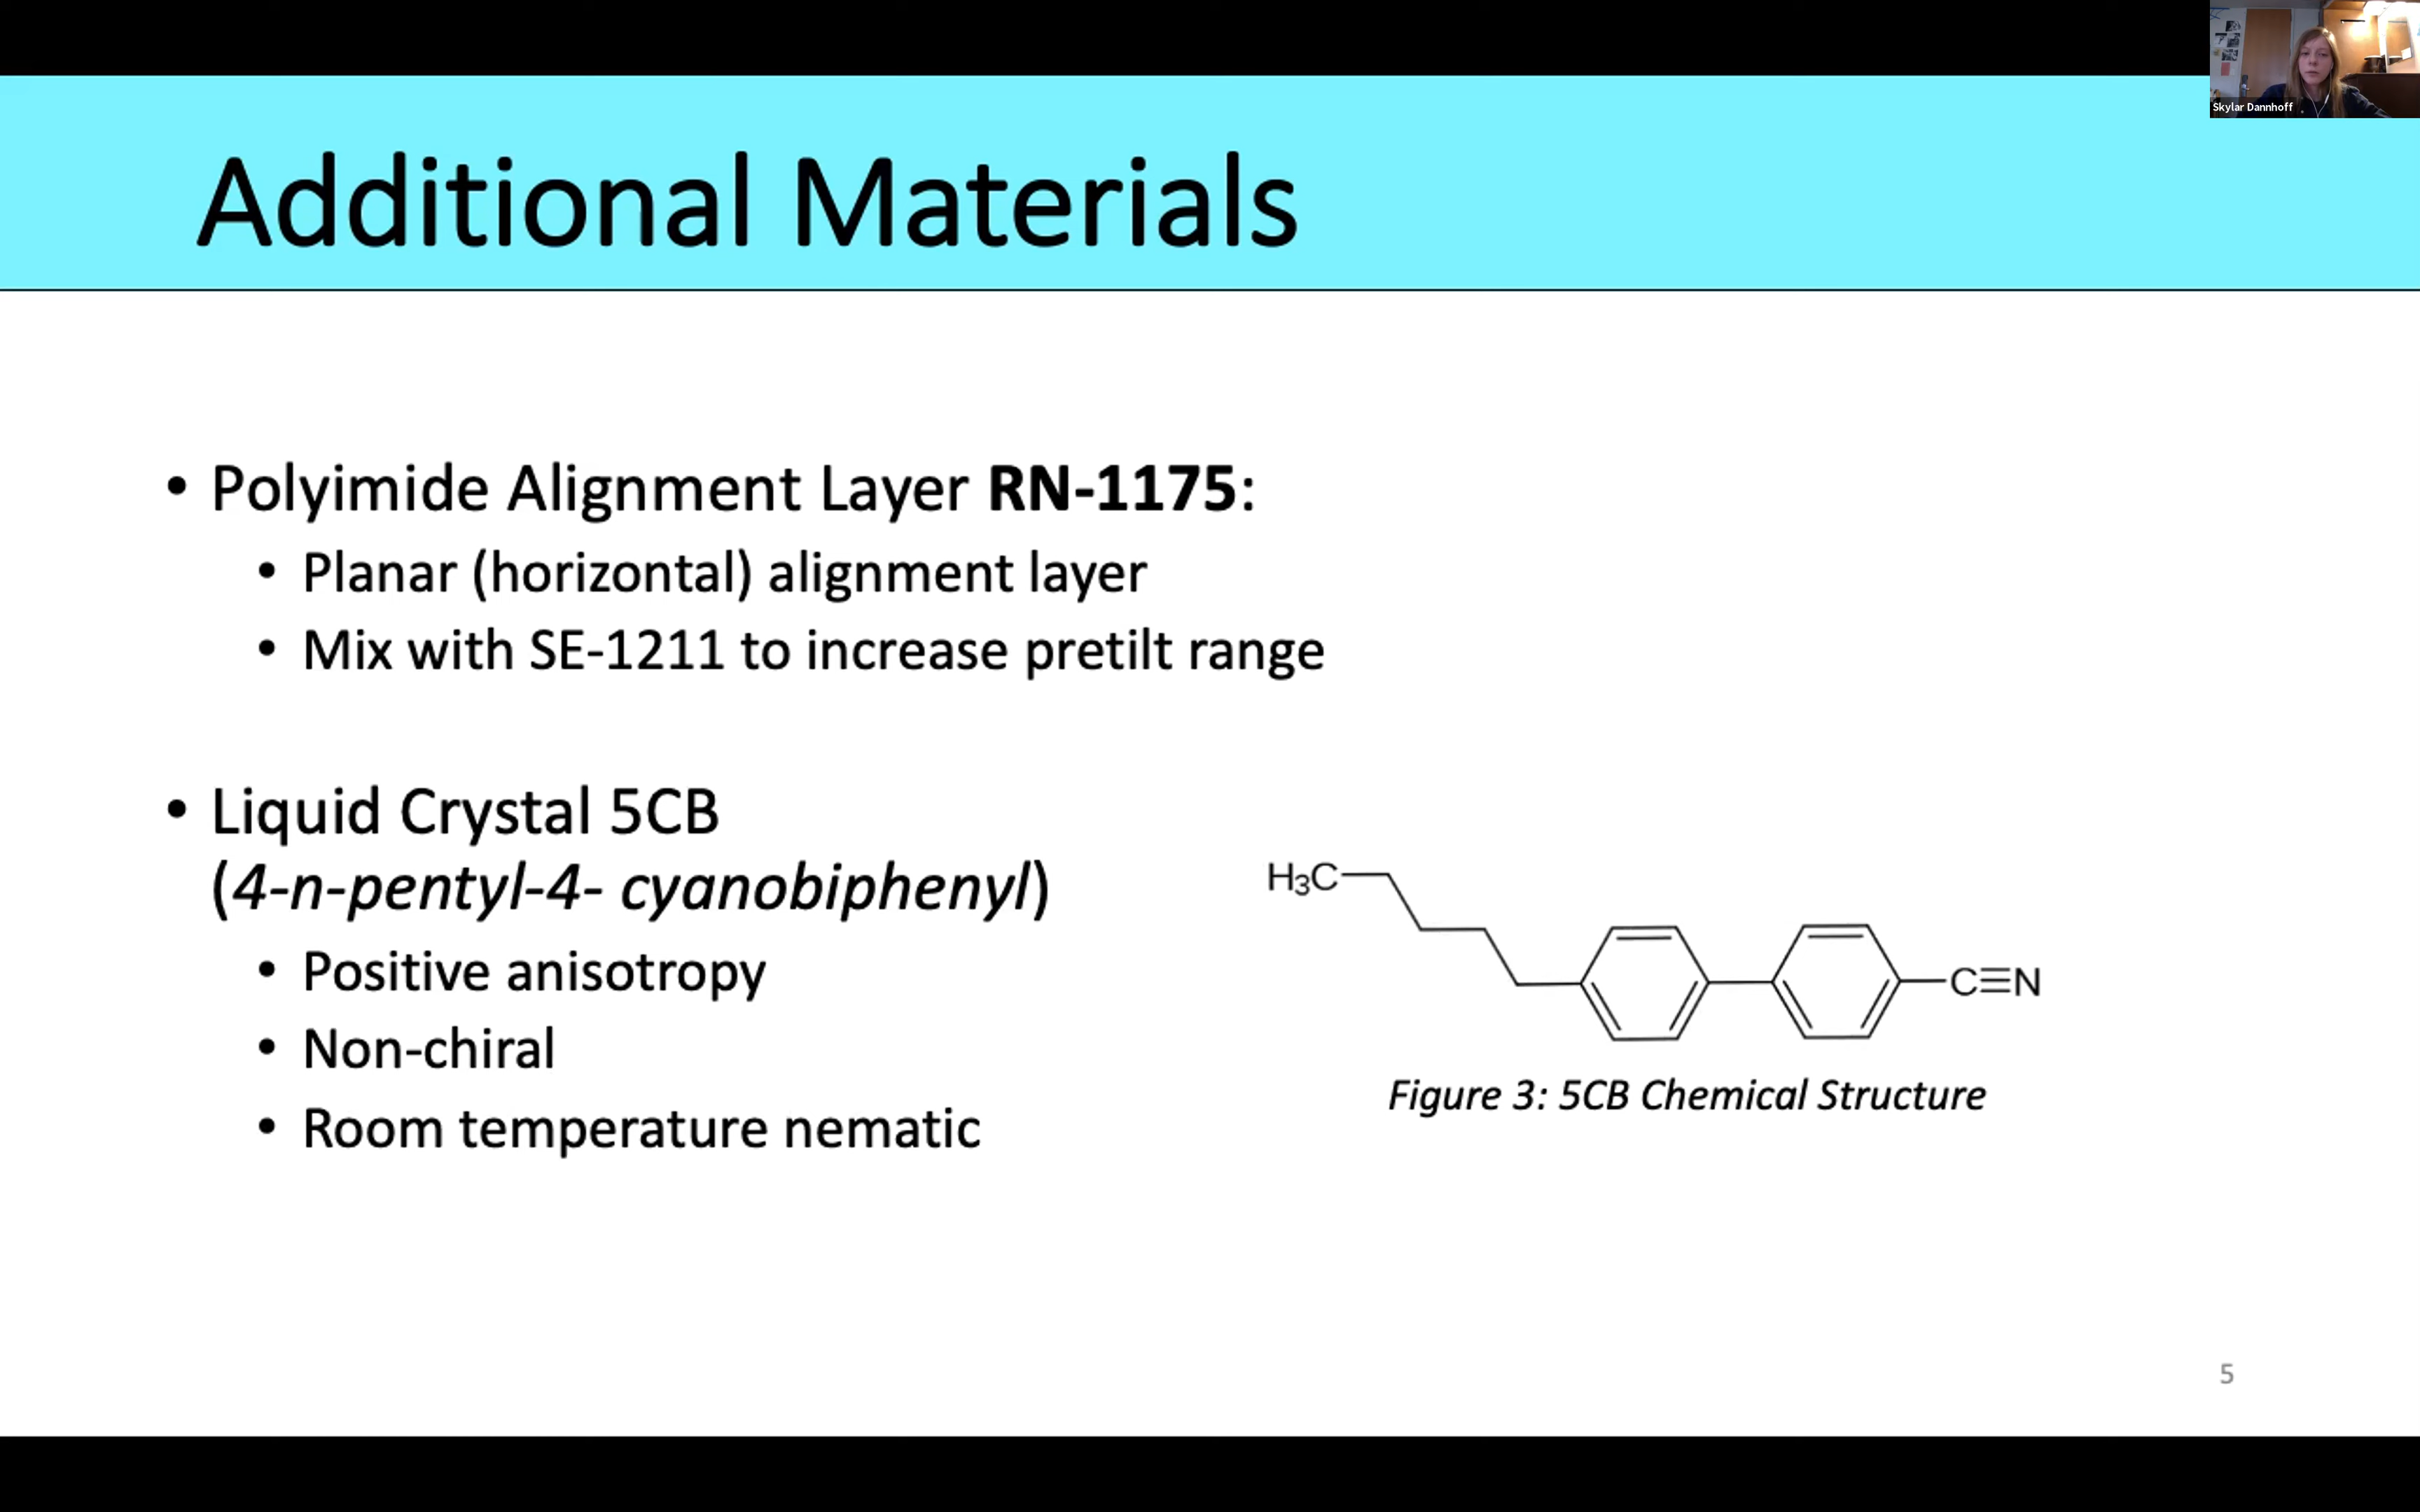 Skylar Dannhoff
Additional Materials
• Polyimide Alignment Layer RN-1175:
• Planar (horizontal) alignment layer
• Mix with SE-1211 to increase pretilt range
• Liquid Crystal 5CB
(4-n-pentyl-4- cyanobiphenyl)
• Positive anisotropy
• Non-chiral
• Room temperature nematic
H₃C
C≡N
Figure 3: 5CB Chemical Structure
5